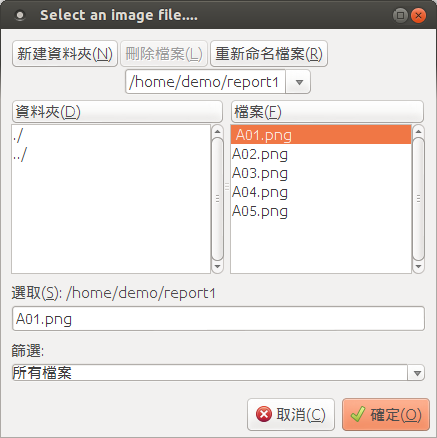 Select an image file....
新建資料夾(N) 刪除檔案(L) 重新命名檔案(R)
/home/demo/report1
資料夾(D) 檔案(F)
./
../
A01.png
A02.png
A03.png
A04.png
A05.png
選取(S): /home/demo/report1
A01.png
篩選:
所有檔案
取消(C) 確定(O)